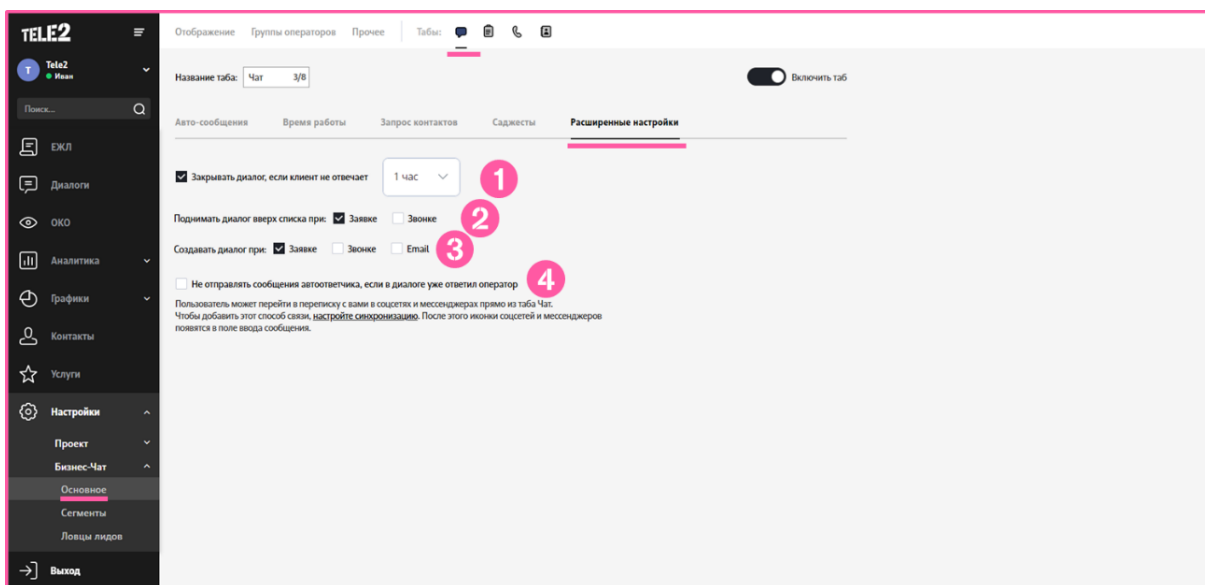 TELE2
T
Tele2
Иван
Поиск...
ЕЖЛ
Диалоги
ОКО
Аналитика
Графики
Контакты
Услуги
Настройки
Проект
Бизнес-Чат
Основное
Сегменты
Ловцы лидов
Выход
Отображение Группы операторов Прочее Табы:
Название таба: Чат 3/8 Включить таб
Авто-сообщения Время работы Запрос контактов Саджесты Расширенные настройки
Закрывать диалог, если клиент не отвечает 1 час 1
Поднимать диалог вверх списка при: Заявке Звонке 2
Создавать диалог при: Заявке Звонке Email 3
Не отправлять сообщения автоответчика, если в диалоге уже ответил оператор 4
Пользователь может перейти в переписку с вами в соцсетях и мессенджерах прямо из таба Чат.
Чтобы добавить этот способ связи, настройте синхронизацию. После этого иконки соцсетей и мессенджеров
появятся в поле ввода сообщения.